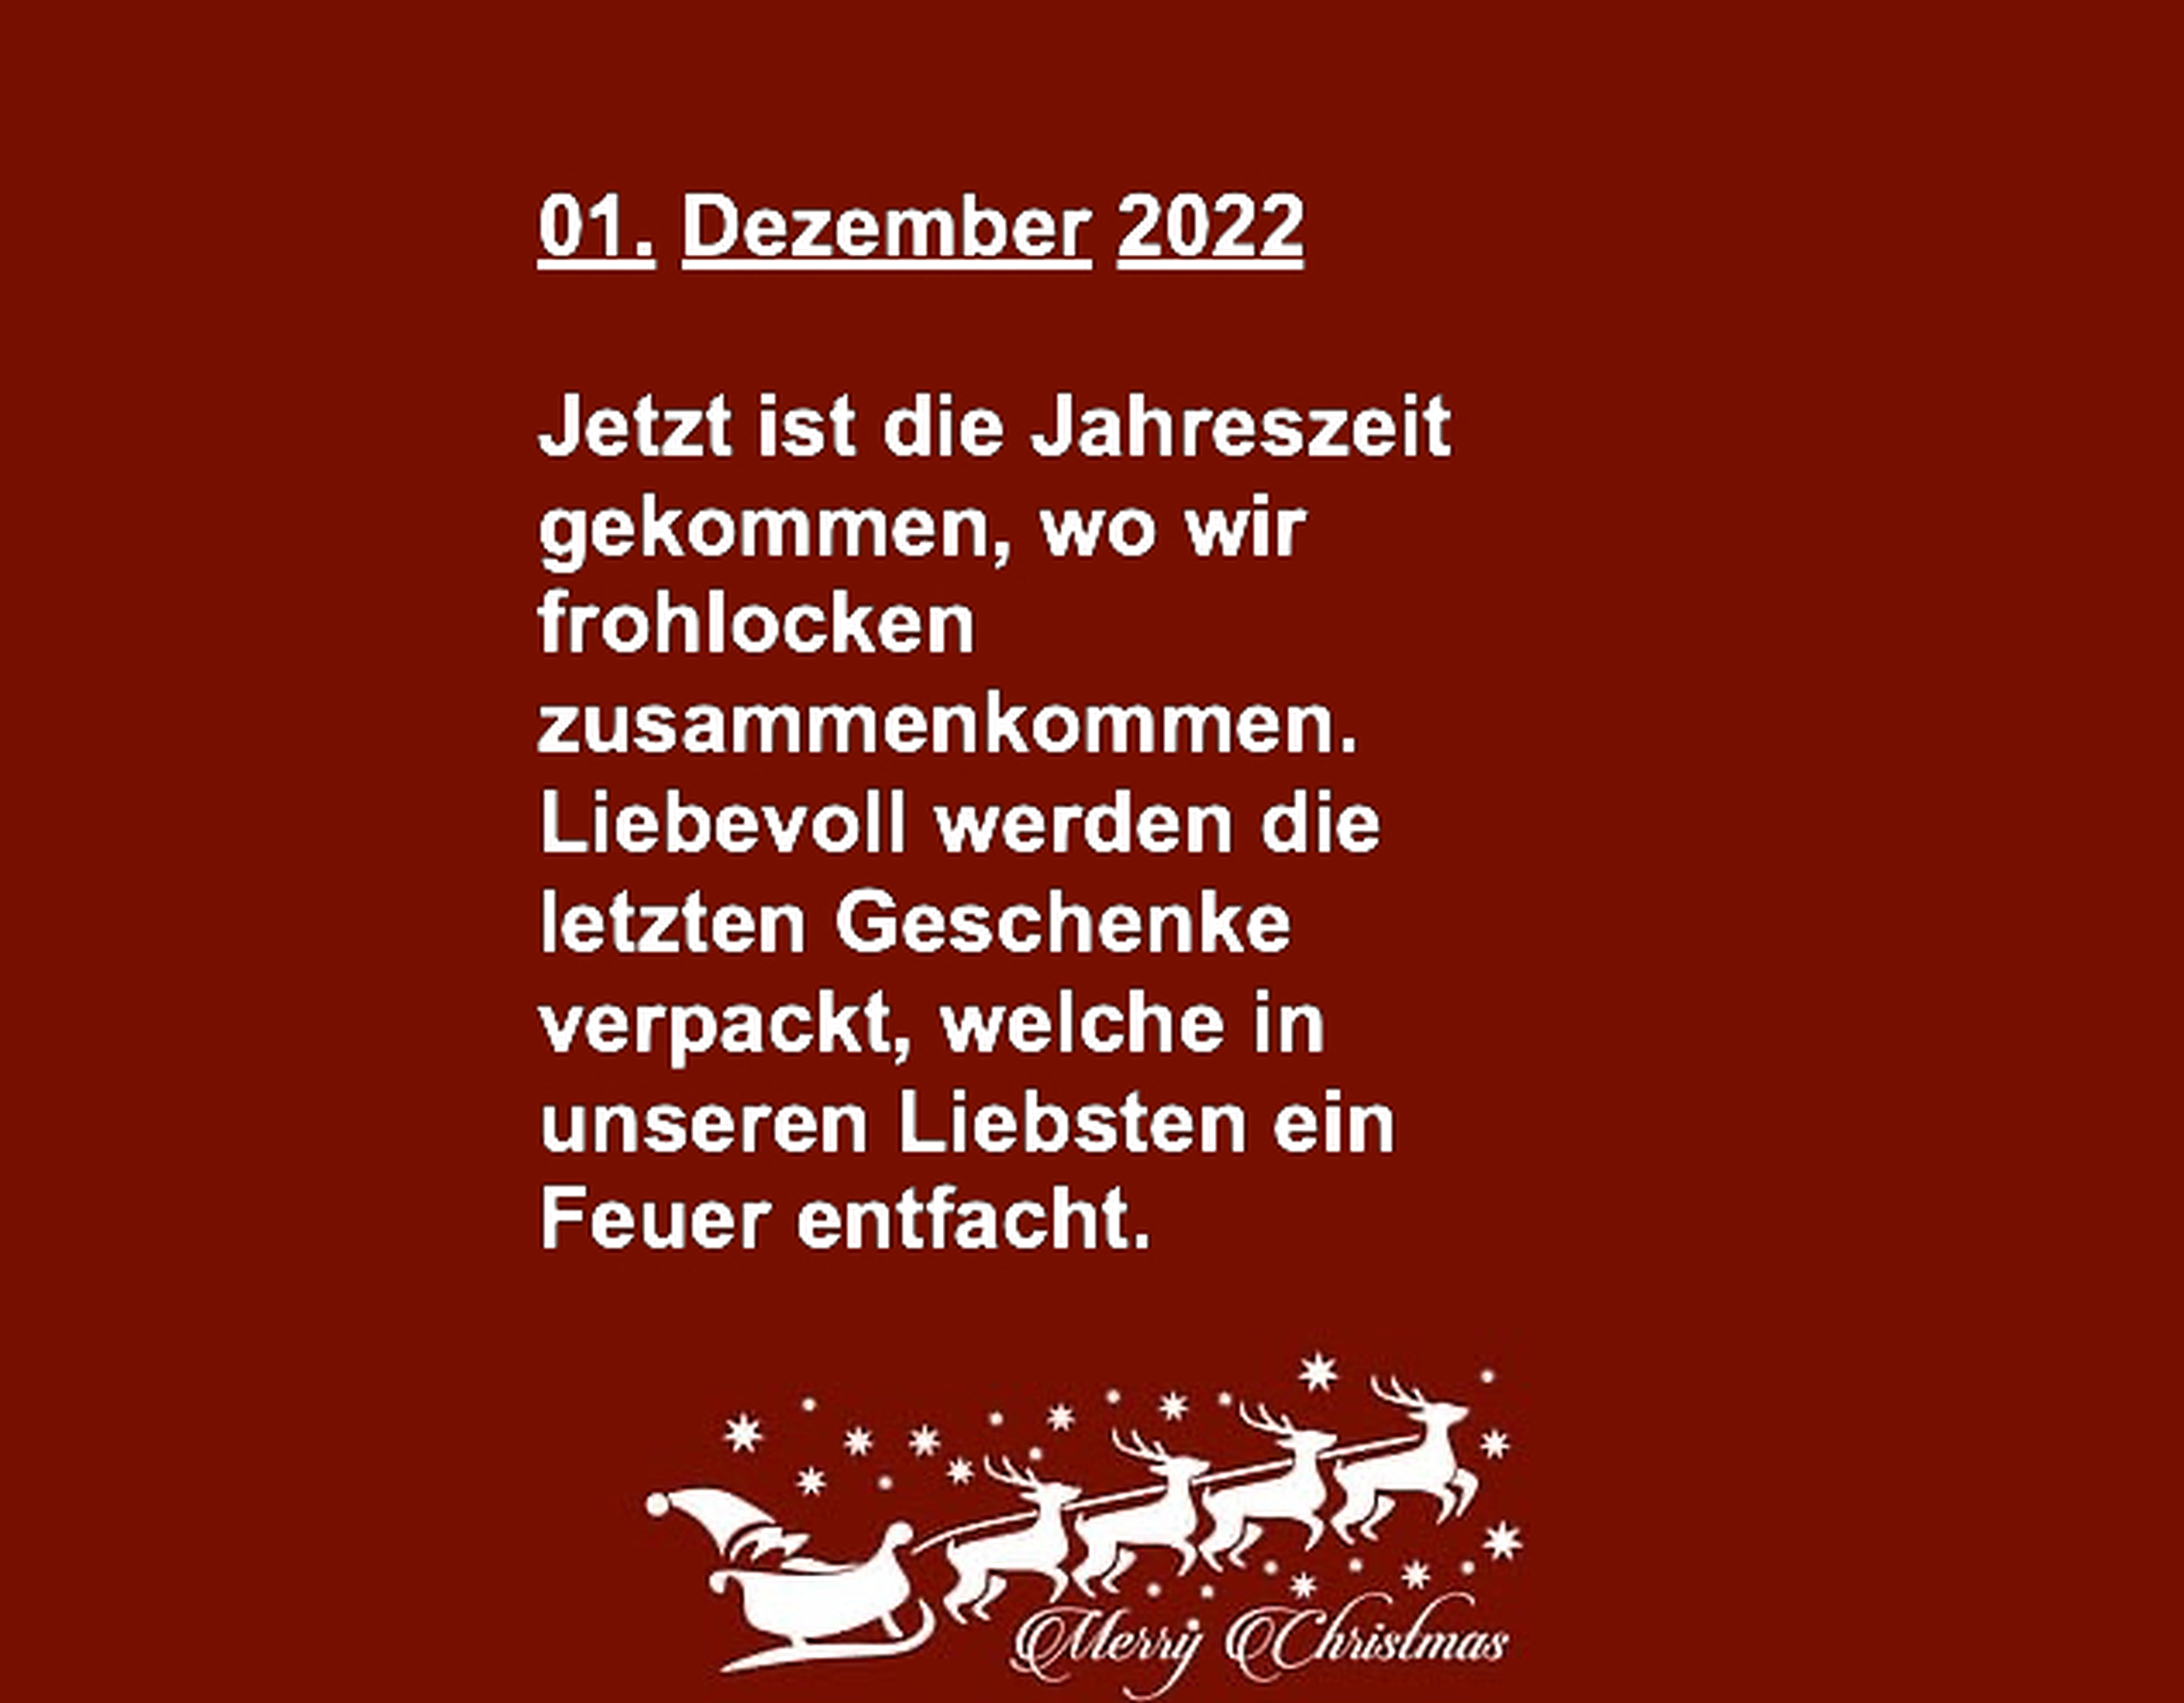 01. Dezember 2022
Jetzt ist die Jahreszeit
gekommen, wo wir
frohlocken
zusammenkommen.
Liebevoll werden die
letzten Geschenke
verpackt, welche in
unseren Liebsten ein
Feuer entfacht.
Merry Christmas